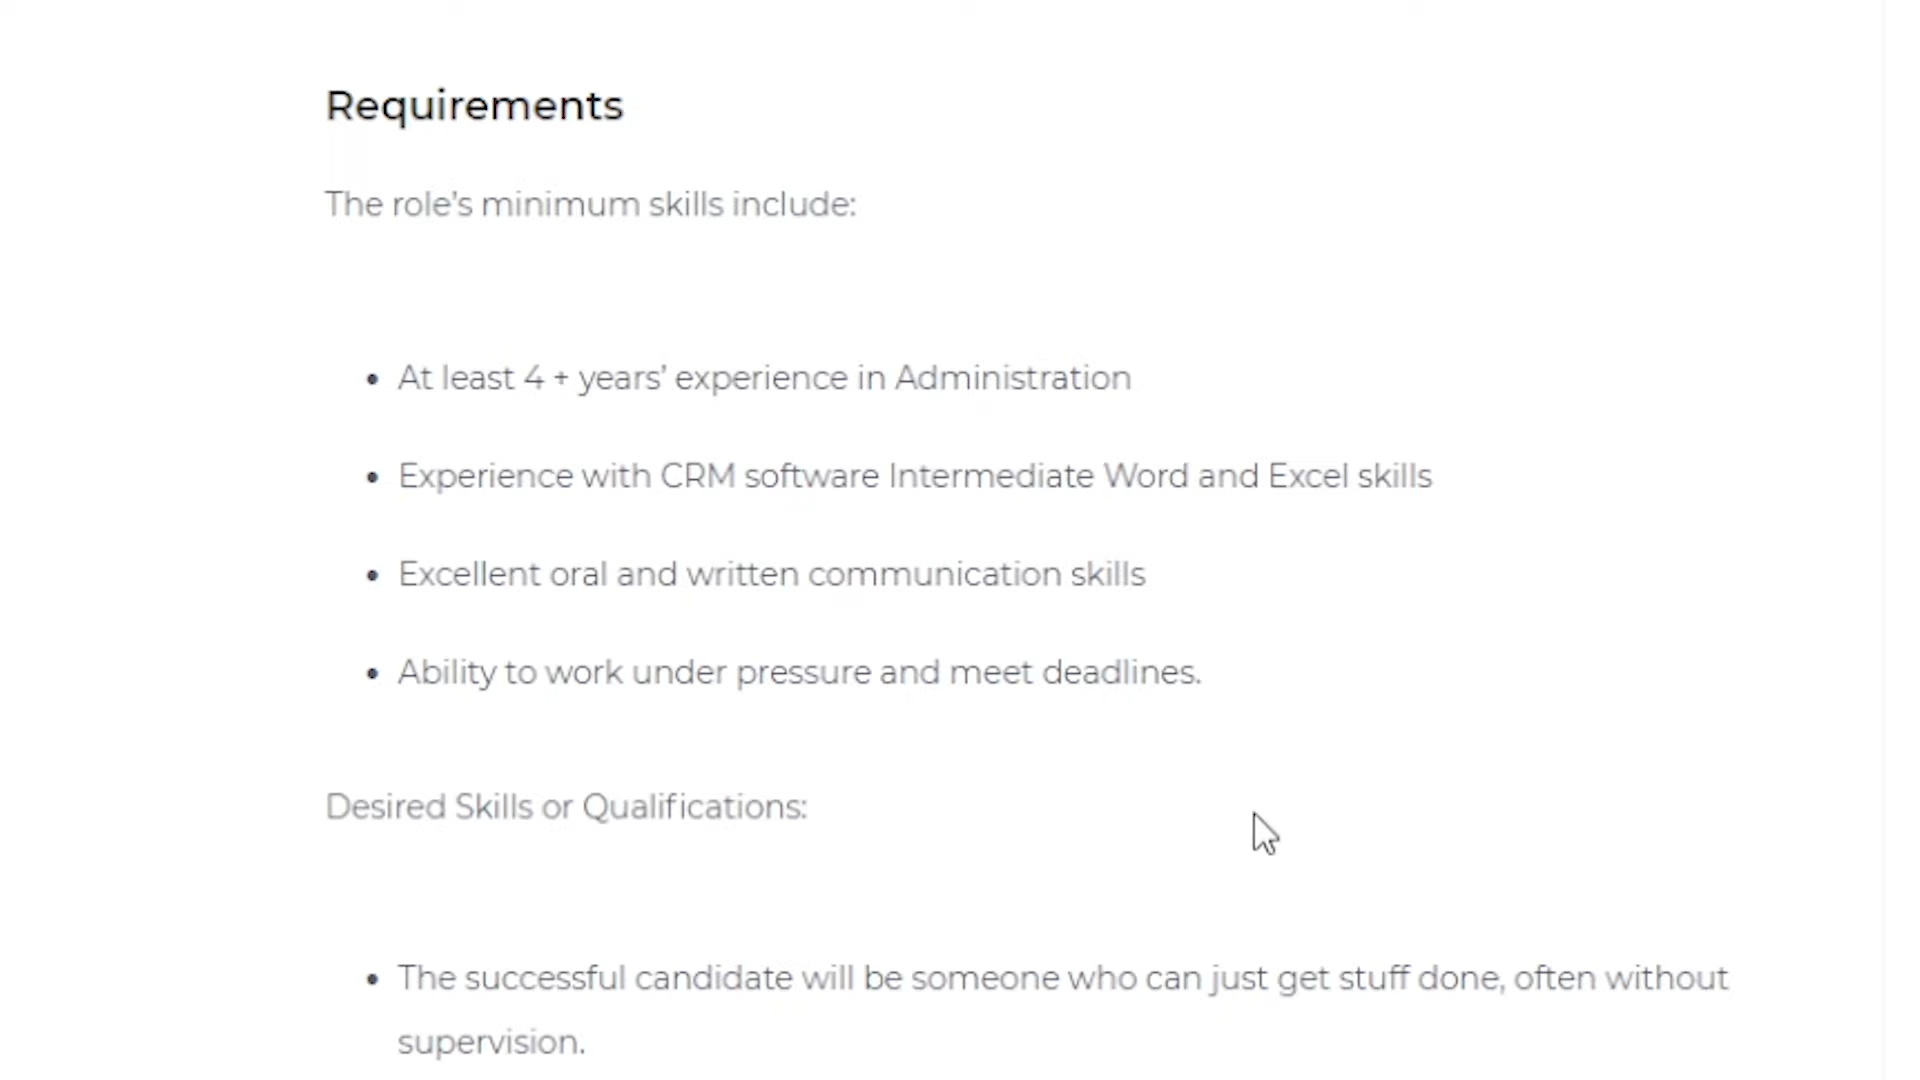 Requirements
The role's minimum skills include:
At least 4 + years’ experience in Administration
Experience with CRM software Intermediate Word and Excel skills
Excellent oral and written communication skills
Ability to work under pressure and meet deadlines.
Desired Skills or Qualifications:
The successful candidate will be someone who can just get stuff done, often without
supervision.